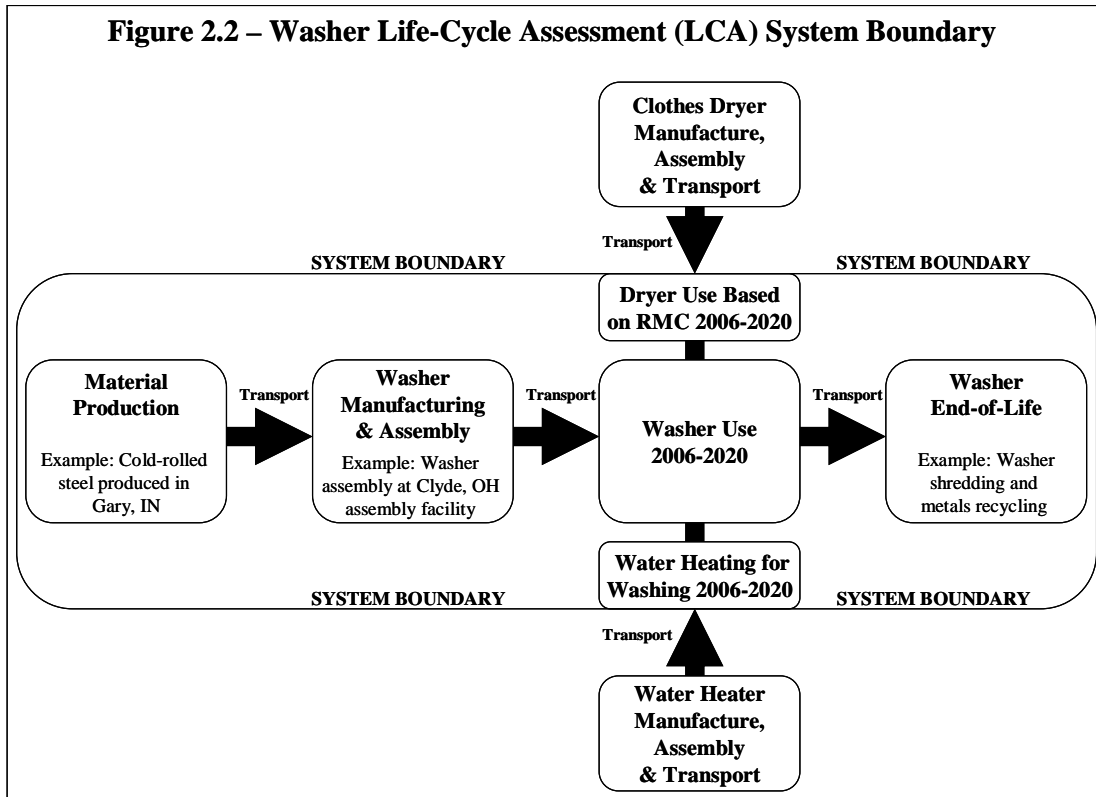 Figure 2.2 – Washer Life-Cycle Assessment (LCA) System Boundary
Clothes Dryer
Manufacture,
Assembly
& Transport
Transport
SYSTEM BOUNDARY
SYSTEM BOUNDARY
Dryer Use Based
on RMC 2006-2020
Material
Production
Example: Cold-rolled
steel produced in
Gary, IN
Transport
Washer
Manufacturing
& Assembly
Example: Washer
assembly at Clyde, OH
assembly facility
Transport
Washer Use
2006-2020
Transport
Washer
End-of-Life
Example: Washer
shredding and
metals recycling
Water Heating for
Washing 2006-2020
SYSTEM BOUNDARY
SYSTEM BOUNDARY
Transport
Water Heater
Manufacture,
Assembly
& Transport